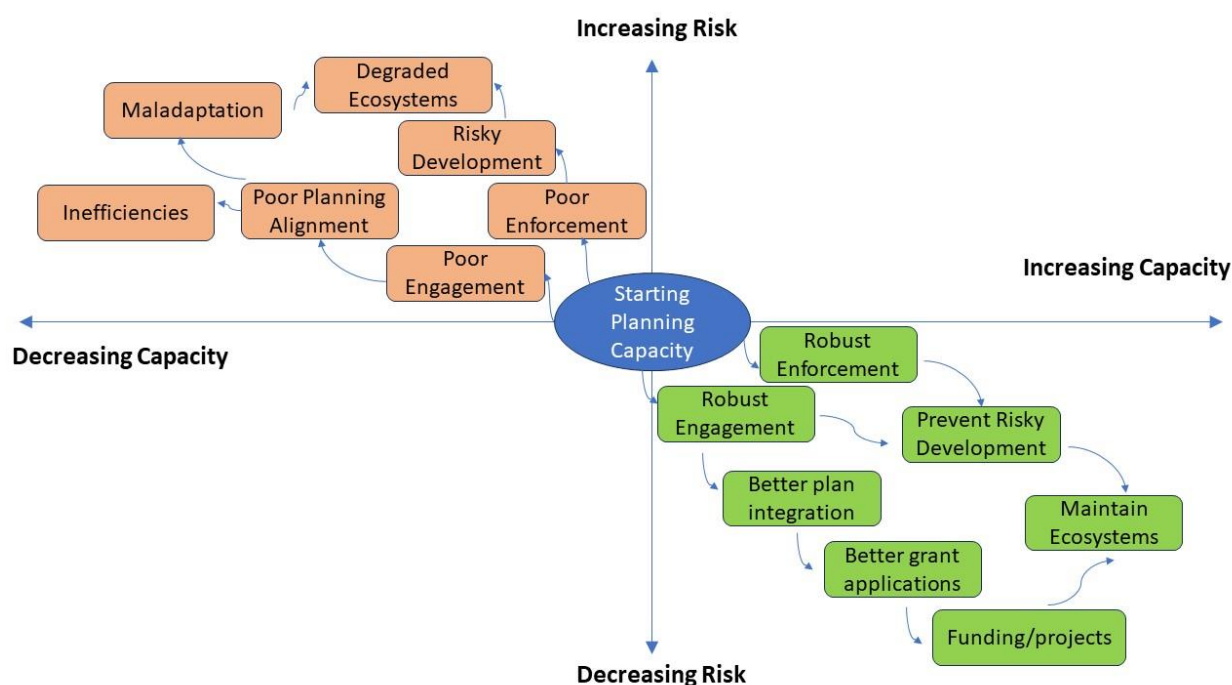 Increasing Risk
Degraded
Ecosystems
Maladaptation
Risky
Development
Poor Planning
Alignment
Poor
Enforcement
Inefficiencies
Poor
Engagement
Increasing Capacity
Starting
Planning
Capacity
Decreasing Capacity
Robust
Enforcement
Robust
Engagement
Prevent Risky
Development
Better plan
integration
Maintain
Ecosystems
Better grant
applications
Funding/projects
Decreasing Risk